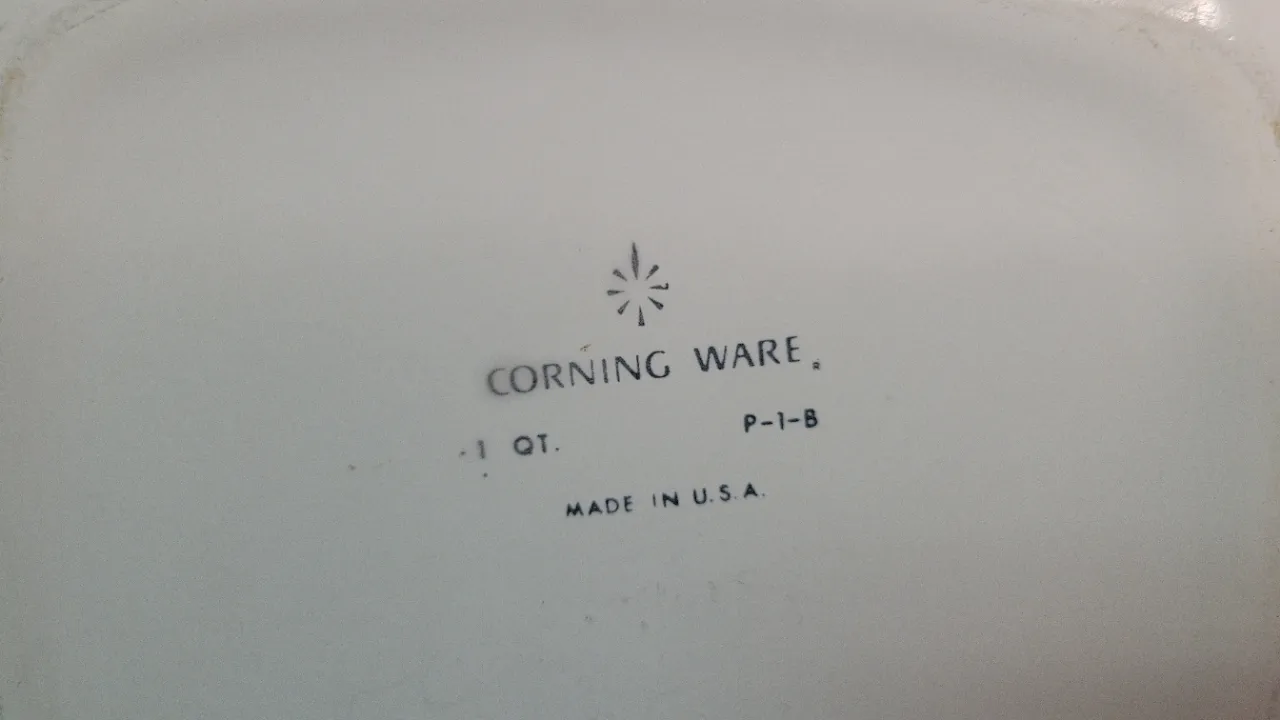 CORNING WARE®
1 QT. P-1-B
MADE IN U.S.A.